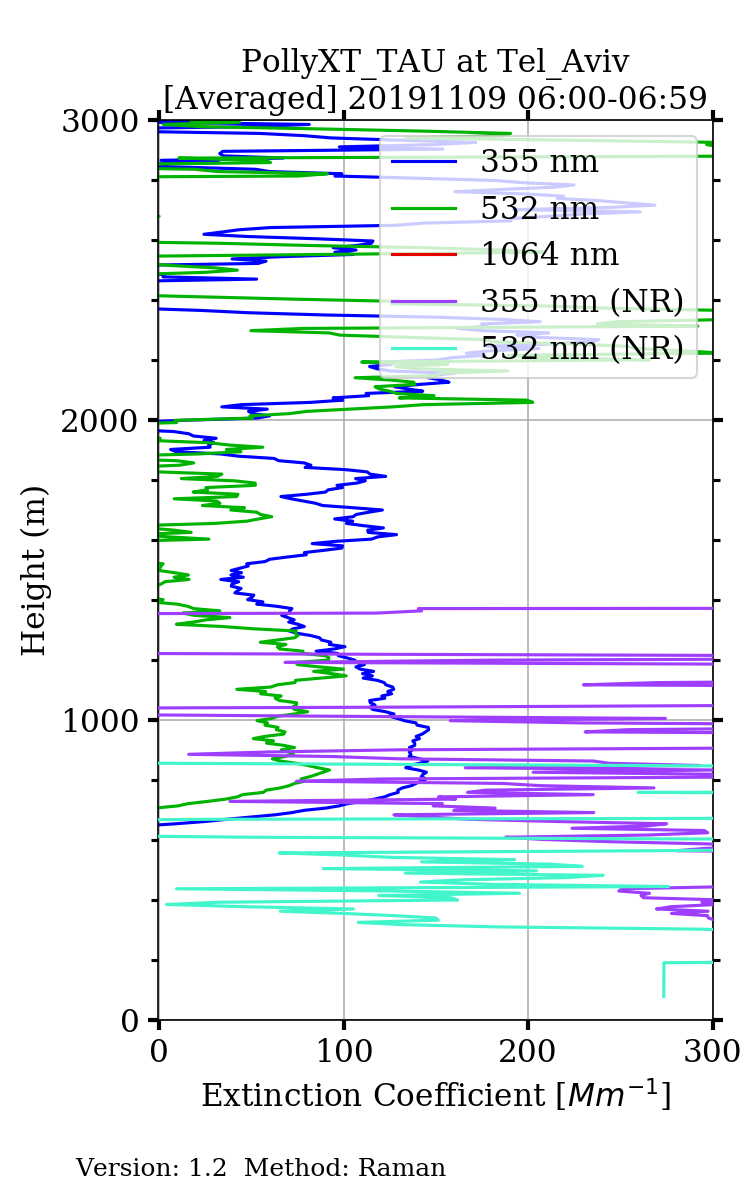 PollyXT_TAU at Tel_Aviv
[Averaged] 20191109 06:00-06:59
3000
355 nm
532 nm
1064 nm
355 nm (NR)
532 nm (NR)
2000
Height (m)
1000
0
0 100 200 300
Extinction Coefficient [Mm⁻¹]
Version: 1.2 Method: Raman